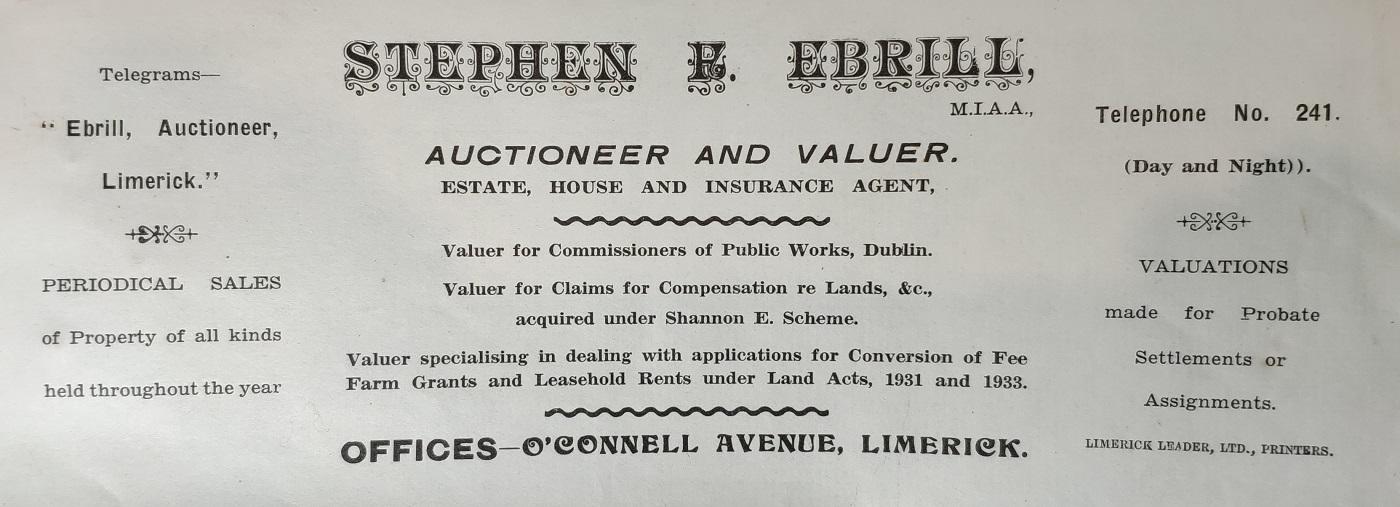 Telegrams—
“ Ebrill, Auctioneer,
Limerick.”
PERIODICAL SALES
of Property of all kinds
held throughout the year
STEPHEN F. EBRILL,
M.I.A.A.,
AUCTIONEER AND VALUER.
ESTATE, HOUSE AND INSURANCE AGENT,
Valuer for Commissioners of Public Works, Dublin.
Valuer for Claims for Compensation re Lands, &c.,
acquired under Shannon E. Scheme.
Valuer specialising in dealing with applications for Conversion of Fee
Farm Grants and Leasehold Rents under Land Acts, 1931 and 1933.
OFFICES—O’CONNELL AVENUE, LIMERICK.
Telephone No. 241.
(Day and Night)).
VALUATIONS
made for Probate
Settlements or
Assignments.
LIMERICK LEADER, LTD., PRINTERS.